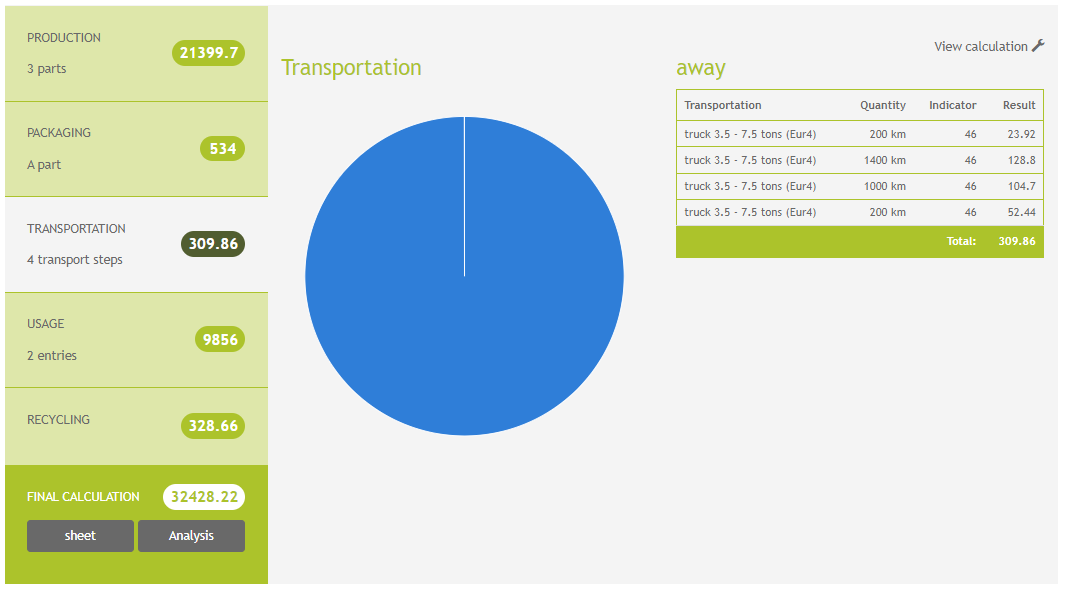 PRODUCTION
21399.7
3 parts
PACKAGING
534
A part
TRANSPORTATION
309.86
4 transport steps
USAGE
9856
2 entries
RECYCLING
328.66
FINAL CALCULATION
32428.22
sheet Analysis
Transportation
View calculation
away
Transportation Quantity Indicator Result
truck 3.5 - 7.5 tons (Eur4) 200 km 46 23.92
truck 3.5 - 7.5 tons (Eur4) 1400 km 46 128.8
truck 3.5 - 7.5 tons (Eur4) 1000 km 46 104.7
truck 3.5 - 7.5 tons (Eur4) 200 km 46 52.44
Total: 309.86